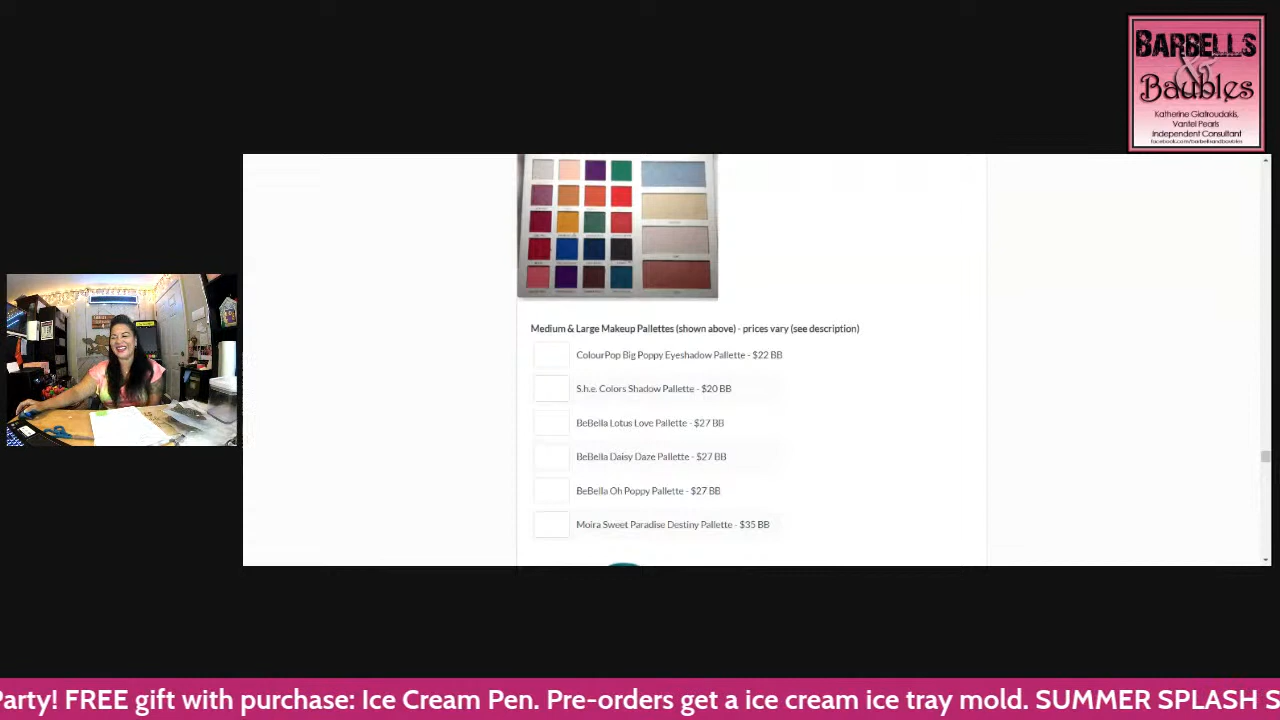 BARBELLS
&
Baubles
Katherine Giatroudakis,
Vantel Pearls
Independent Consultant
facebook.com/barbellsandbaubles
Medium & Large Makeup Pallettes (shown above) - prices vary (see description)
ColourPop Big Poppy Eyeshadow Pallette - $22 BB
S.h.e. Colors Shadow Pallette - $20 BB
BeBella Lotus Love Pallette - $27 BB
BeBella Daisy Daze Pallette - $27 BB
BeBella Oh Poppy Pallette - $27 BB
Moira Sweet Paradise Destiny Pallette - $35 BB
Party! FREE gift with purchase: Ice Cream Pen. Pre-orders get a ice cream ice tray mold. SUMMER SPLASH S